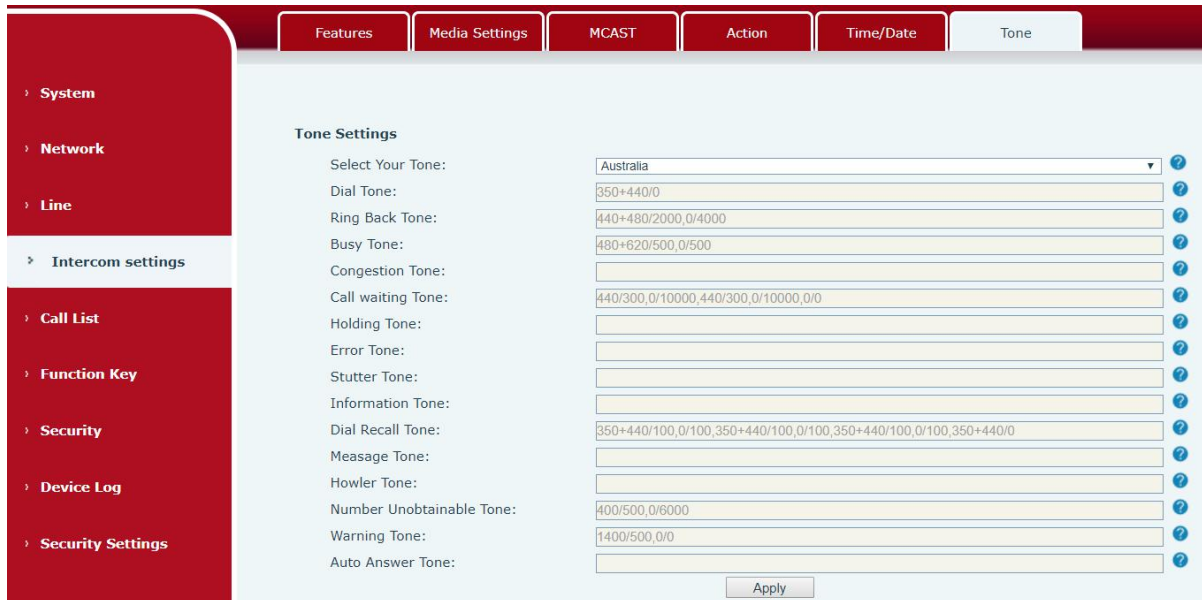 Features Media Settings MCAST Action Time/Date Tone
System
Network
Line
Intercom settings
Call List
Function Key
Security
Device Log
Security Settings
Tone Settings
Select Your Tone: Australia
Dial Tone: 350+440/0
Ring Back Tone: 440+480/2000,0/4000
Busy Tone: 480+620/500,0/500
Congestion Tone:
Call waiting Tone: 440/300,0/10000,440/300,0/10000,0/0
Holding Tone:
Error Tone:
Stutter Tone:
Information Tone:
Dial Recall Tone: 350+440/100,0/100,350+440/100,0/100,350+440/100,0/100,350+440/0
Measage Tone:
Howler Tone:
Number Unobtainable Tone: 400/500,0/6000
Warning Tone: 1400/500,0/0
Auto Answer Tone:
Apply